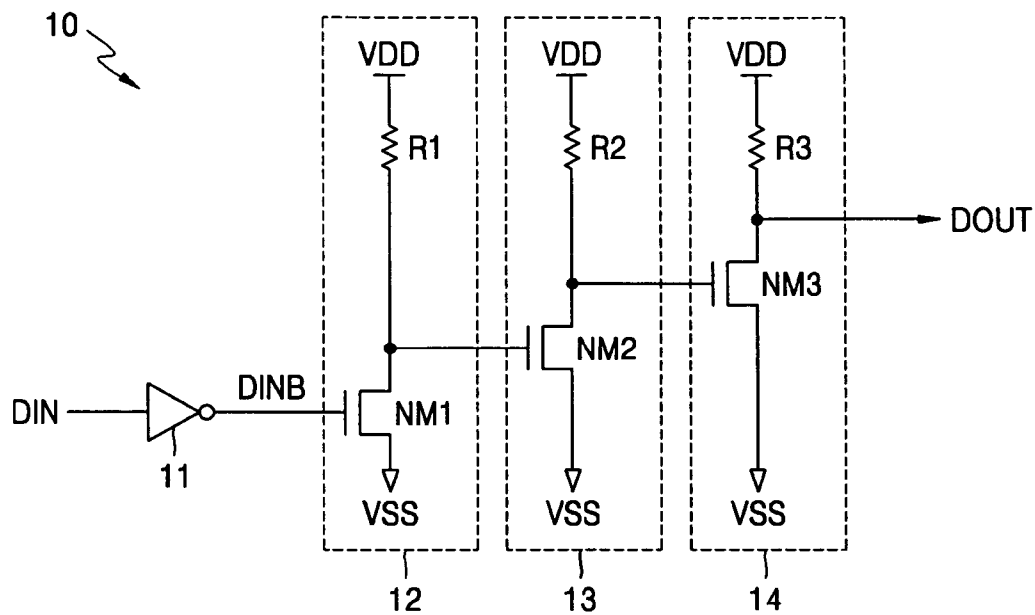 10
VDD
VDD
VDD
R1
R2
R3
DOUT
NM3
NM2
DIN
DINB
NM1
11
VSS
VSS
VSS
12
13
14